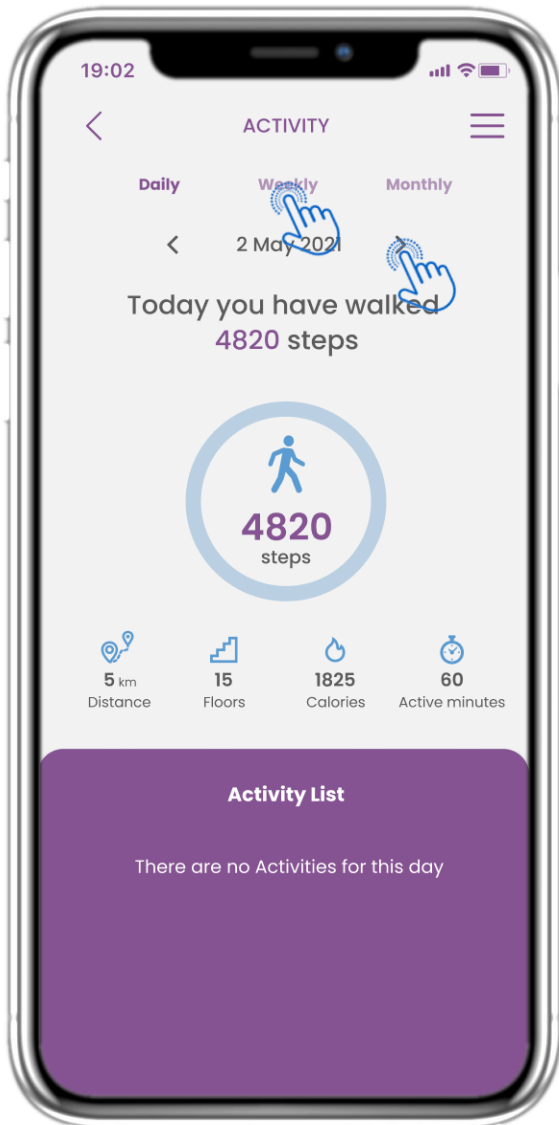 19:02
ACTIVITY
Daily Weekly Monthly
2 May 2021
Today you have walked
4820 steps
4820
steps
5 km 15 1825 60
Distance Floors Calories Active minutes
Activity List
There are no Activities for this day